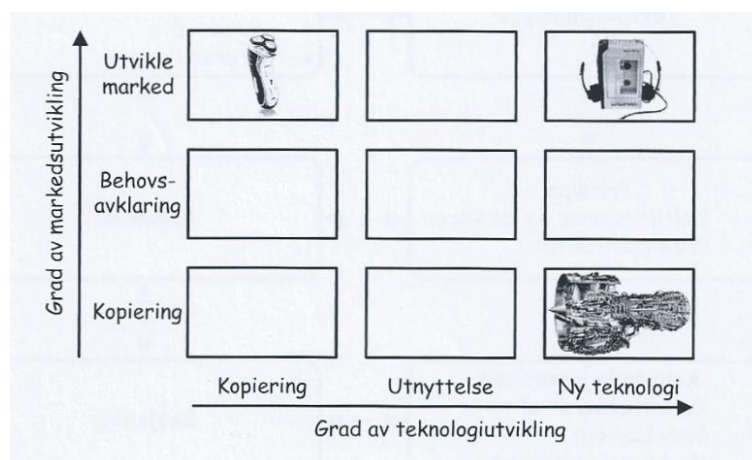 Utvikle
marked
Behovs-
avklaring
Kopiering
Grad av markedsutvikling
Kopiering
Utnyttelse
Ny teknologi
Grad av teknologiutvikling